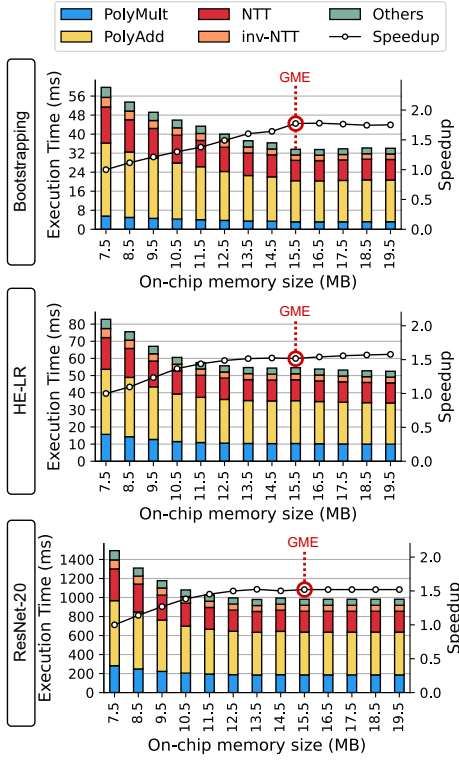 PolyMult NTT Others
PolyAdd inv-NTT Speedup
Bootstrapping
Execution Time (ms)
56
48
40
32
24
16
8
0
GME
2.0
1.5
1.0
0.5
0.0
Speedup
7.5 8.5 9.5 10.5 11.5 12.5 13.5 14.5 15.5 16.5 17.5 18.5 19.5
On-chip memory size (MB)
HE-LR
Execution Time (ms)
80
70
60
50
40
30
20
10
0
GME
2.0
1.5
1.0
0.5
0.0
Speedup
7.5 8.5 9.5 10.5 11.5 12.5 13.5 14.5 15.5 16.5 17.5 18.5 19.5
On-chip memory size (MB)
ResNet-20
Execution Time (ms)
1400
1200
1000
800
600
400
200
0
GME
2.0
1.5
1.0
0.5
0.0
Speedup
7.5 8.5 9.5 10.5 11.5 12.5 13.5 14.5 15.5 16.5 17.5 18.5 19.5
On-chip memory size (MB)